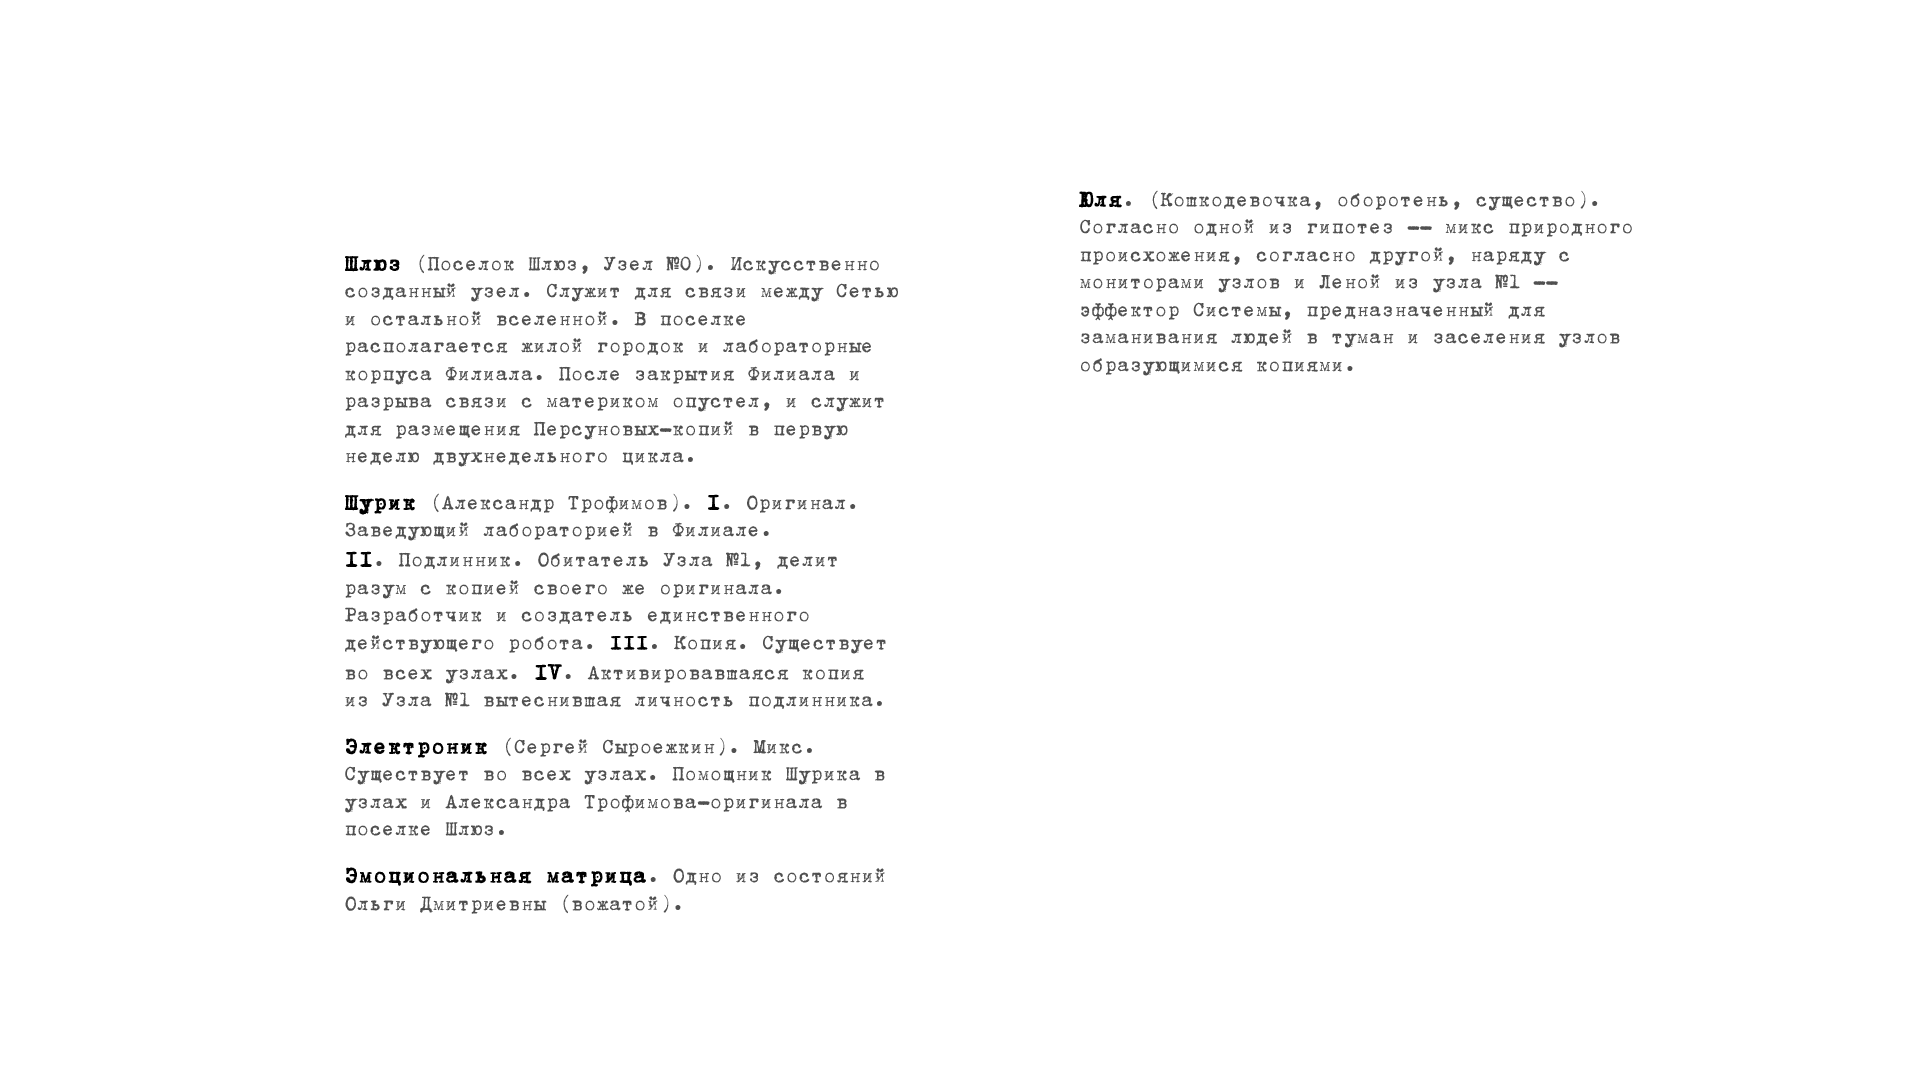 Шлюз (Поселок Шлюз, Узел №0). Искусственно
созданный узел. Служит для связи между Сетью
и остальной вселенной. В поселке
располагается жилой городок и лабораторные
корпуса Филиала. После закрытия Филиала и
разрыва связи с материком опустел, и служит
для размещения Персуновых-копий в первую
неделю двухнедельного цикла.
Шурик (Александр Трофимов). I. Оригинал.
Заведующий лабораторией в Филиале.
II. Подлинник. Обитатель Узла №1, делит
разум с копией своего же оригинала.
Разработчик и создатель единственного
действующего робота. III. Копия. Существует
во всех узлах. IV. Активировавшаяся копия
из Узла №1 вытеснившая личность подлинника.
Электроник (Сергей Сыроежкин). Микс.
Существует во всех узлах. Помощник Шурика в
узлах и Александра Трофимова-оригинала в
поселке Шлюз.
Эмоциональная матрица. Одно из состояний
Ольги Дмитриевны (вожатой).
Юля. (Кошкодевочка, оборотень, существо).
Согласно одной из гипотез -- микс природного
происхожения, согласно другой, наряду с
мониторами узлов и Леной из узла №1 --
эффектор Системы, предназначенный для
заманивания людей в туман и заселения узлов
образующимися копиями.